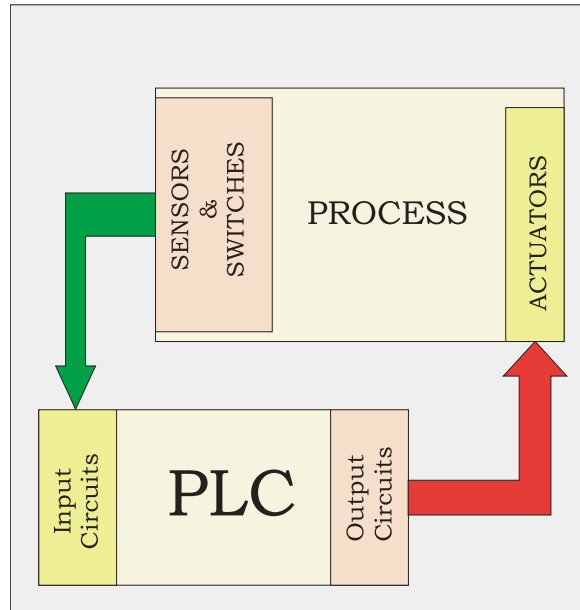 SENSORS
&
SWITCHES
PROCESS
ACTUATORS
Input
Circuits
PLC
Output
Circuits